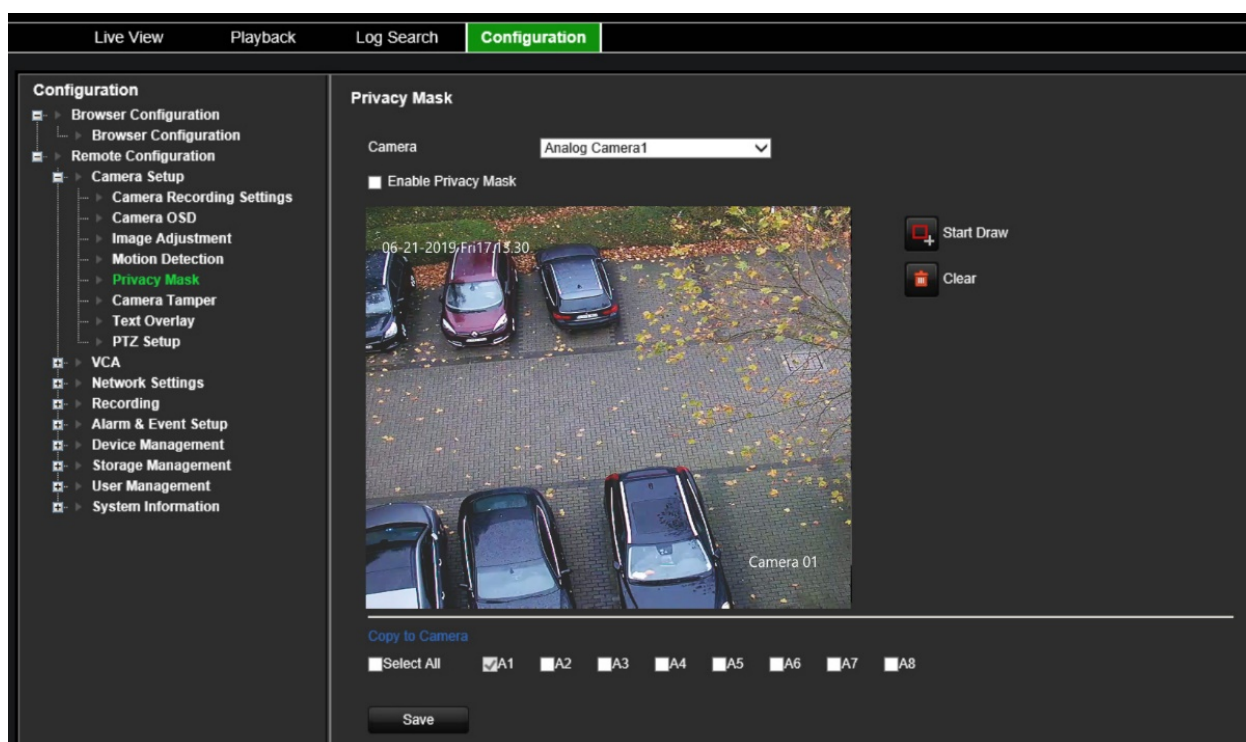 Live View Playback Log Search Configuration
Configuration
Browser Configuration
Browser Configuration
Remote Configuration
Camera Setup
Camera Recording Settings
Camera OSD
Image Adjustment
Motion Detection
Privacy Mask
Camera Tamper
Text Overlay
PTZ Setup
VCA
Network Settings
Recording
Alarm & Event Setup
Device Management
Storage Management
User Management
System Information
Privacy Mask
Camera Analog Camera1
Enable Privacy Mask
06-21-2019 Fri17:13:30
Camera 01
Start Draw
Clear
Copy to Camera
Select All A1 A2 A3 A4 A5 A6 A7 A8
Save